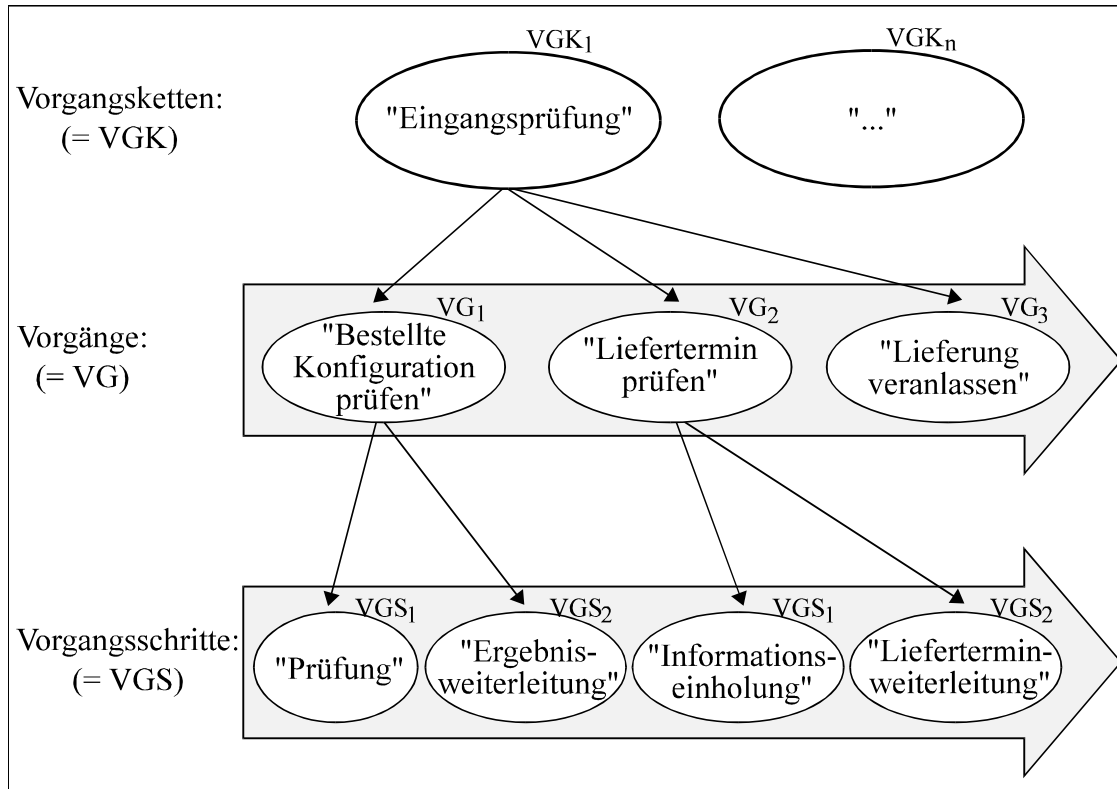 VGK1
VGKn
Vorgangsketten:
(= VGK)
"Eingangsprüfung"
"..."
VG1
VG2
VG3
Vorgänge:
(= VG)
"Bestellte
Konfiguration
prüfen"
"Liefertermin
prüfen"
"Lieferung
veranlassen"
VGS1
VGS2
VGS1
VGS2
Vorgangsschritte:
(= VGS)
"Prüfung"
"Ergebnis-
weiterleitung"
"Informations-
einholung"
"Liefertermin-
weiterleitung"